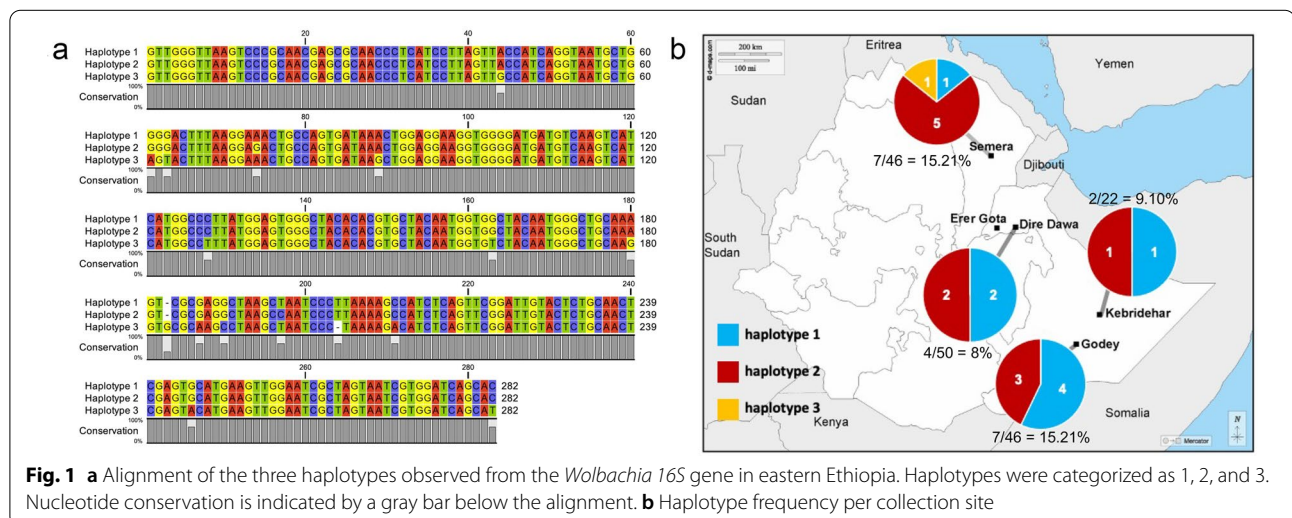 a
20 40 60
Haplotype 1 GTTGGGTTAAGTCCCGCAACGAGCGCAACCCTCATCCTTAGTTACCATCAGGTAATGCTG 60
Haplotype 2 GTTGGGTTAAGTCCCGCAACGAGCGCAACCCTCATCCTTAGTTACCATCAGGTAATGCTG 60
Haplotype 3 GTTGGGTTAAGTCCCGCAACGAGCGCAACCCTCATCCTTAGTTGCCATCAGGTAATGCTG 60
100%
Conservation
0%
80 100 120
Haplotype 1 GGGACTTTAAGGAAACTGCCAGTGATAAACTGGAGGAAGGTGGGGATGATGTCAAGTCAT 120
Haplotype 2 GGGACTTTAAGGAGACTGCCAGTGATAAACTGGAGGAAGGTGGGGATGATGTCAAGTCAT 120
Haplotype 3 AGTACTTTAAGGAAACTGCCAGTGATAAGCTGGAGGAAGGTGGGGATGATGTCAAGTCAT 120
100%
Conservation
0%
140 160 180
Haplotype 1 CATGGCCCTTATGGAGTGGGCTACACACGTGCTACAATGGTGGCTACAATGGGCTGCAAA 180
Haplotype 2 CATGGCCCTTATGGAGTGGGCTACACACGTGCTACAATGGTGGCTACAATGGGCTGCAAA 180
Haplotype 3 CATGGCCTTTATGGAGTGGGCTACACACGTGCTACAATGGTGTCTACAATGGGCTGCAAG 180
100%
Conservation
0%
200 220 240
Haplotype 1 GT-CGCGAGGCTAAGCTAATCCCTTAAAAGCCATCTCAGTTCGGATTGTACTCTGCAACT 239
Haplotype 2 GT-CGCGAGGCTAAGCCAATCCCTTAAAAGCCATCTCAGTTCGGATTGTACTCTGCAACT 239
Haplotype 3 GTGCGCAAGCCTAAGCTAATCCC-TAAAAGACATCTCAGTTCGGATTGTACTCTGCAACT 239
100%
Conservation
0%
260 280
Haplotype 1 CGAGTGCATGAAGTTGGAATCGCTAGTAATCGTGGATCAGCAC 282
Haplotype 2 CGAGTGCATGAAGTTGGAATCGCTAGTAATCGTGGATCAGCAC 282
Haplotype 3 CGAGTACATGAAGTTGGAATCGCTAGTAATCGTGGATCAGCAT 282
100%
Conservation
0%
b
© d-maps.com
200 km
100 mi
Eritrea
Yemen
Sudan
1 1
5
7/46 = 15.21%
Semera
Djibouti
2/22 = 9.10%
Erer Gota
Dire Dawa
South
Sudan
1 1
2 2
Kebridehar
haplotype 1
4/50 = 8%
Godey
haplotype 2
3 4
haplotype 3
Somalia
Kenya
7/46 = 15.21%
N
Mercator
Fig. 1 a Alignment of the three haplotypes observed from the Wolbachia 16S gene in eastern Ethiopia. Haplotypes were categorized as 1, 2, and 3.
Nucleotide conservation is indicated by a gray bar below the alignment. b Haplotype frequency per collection site